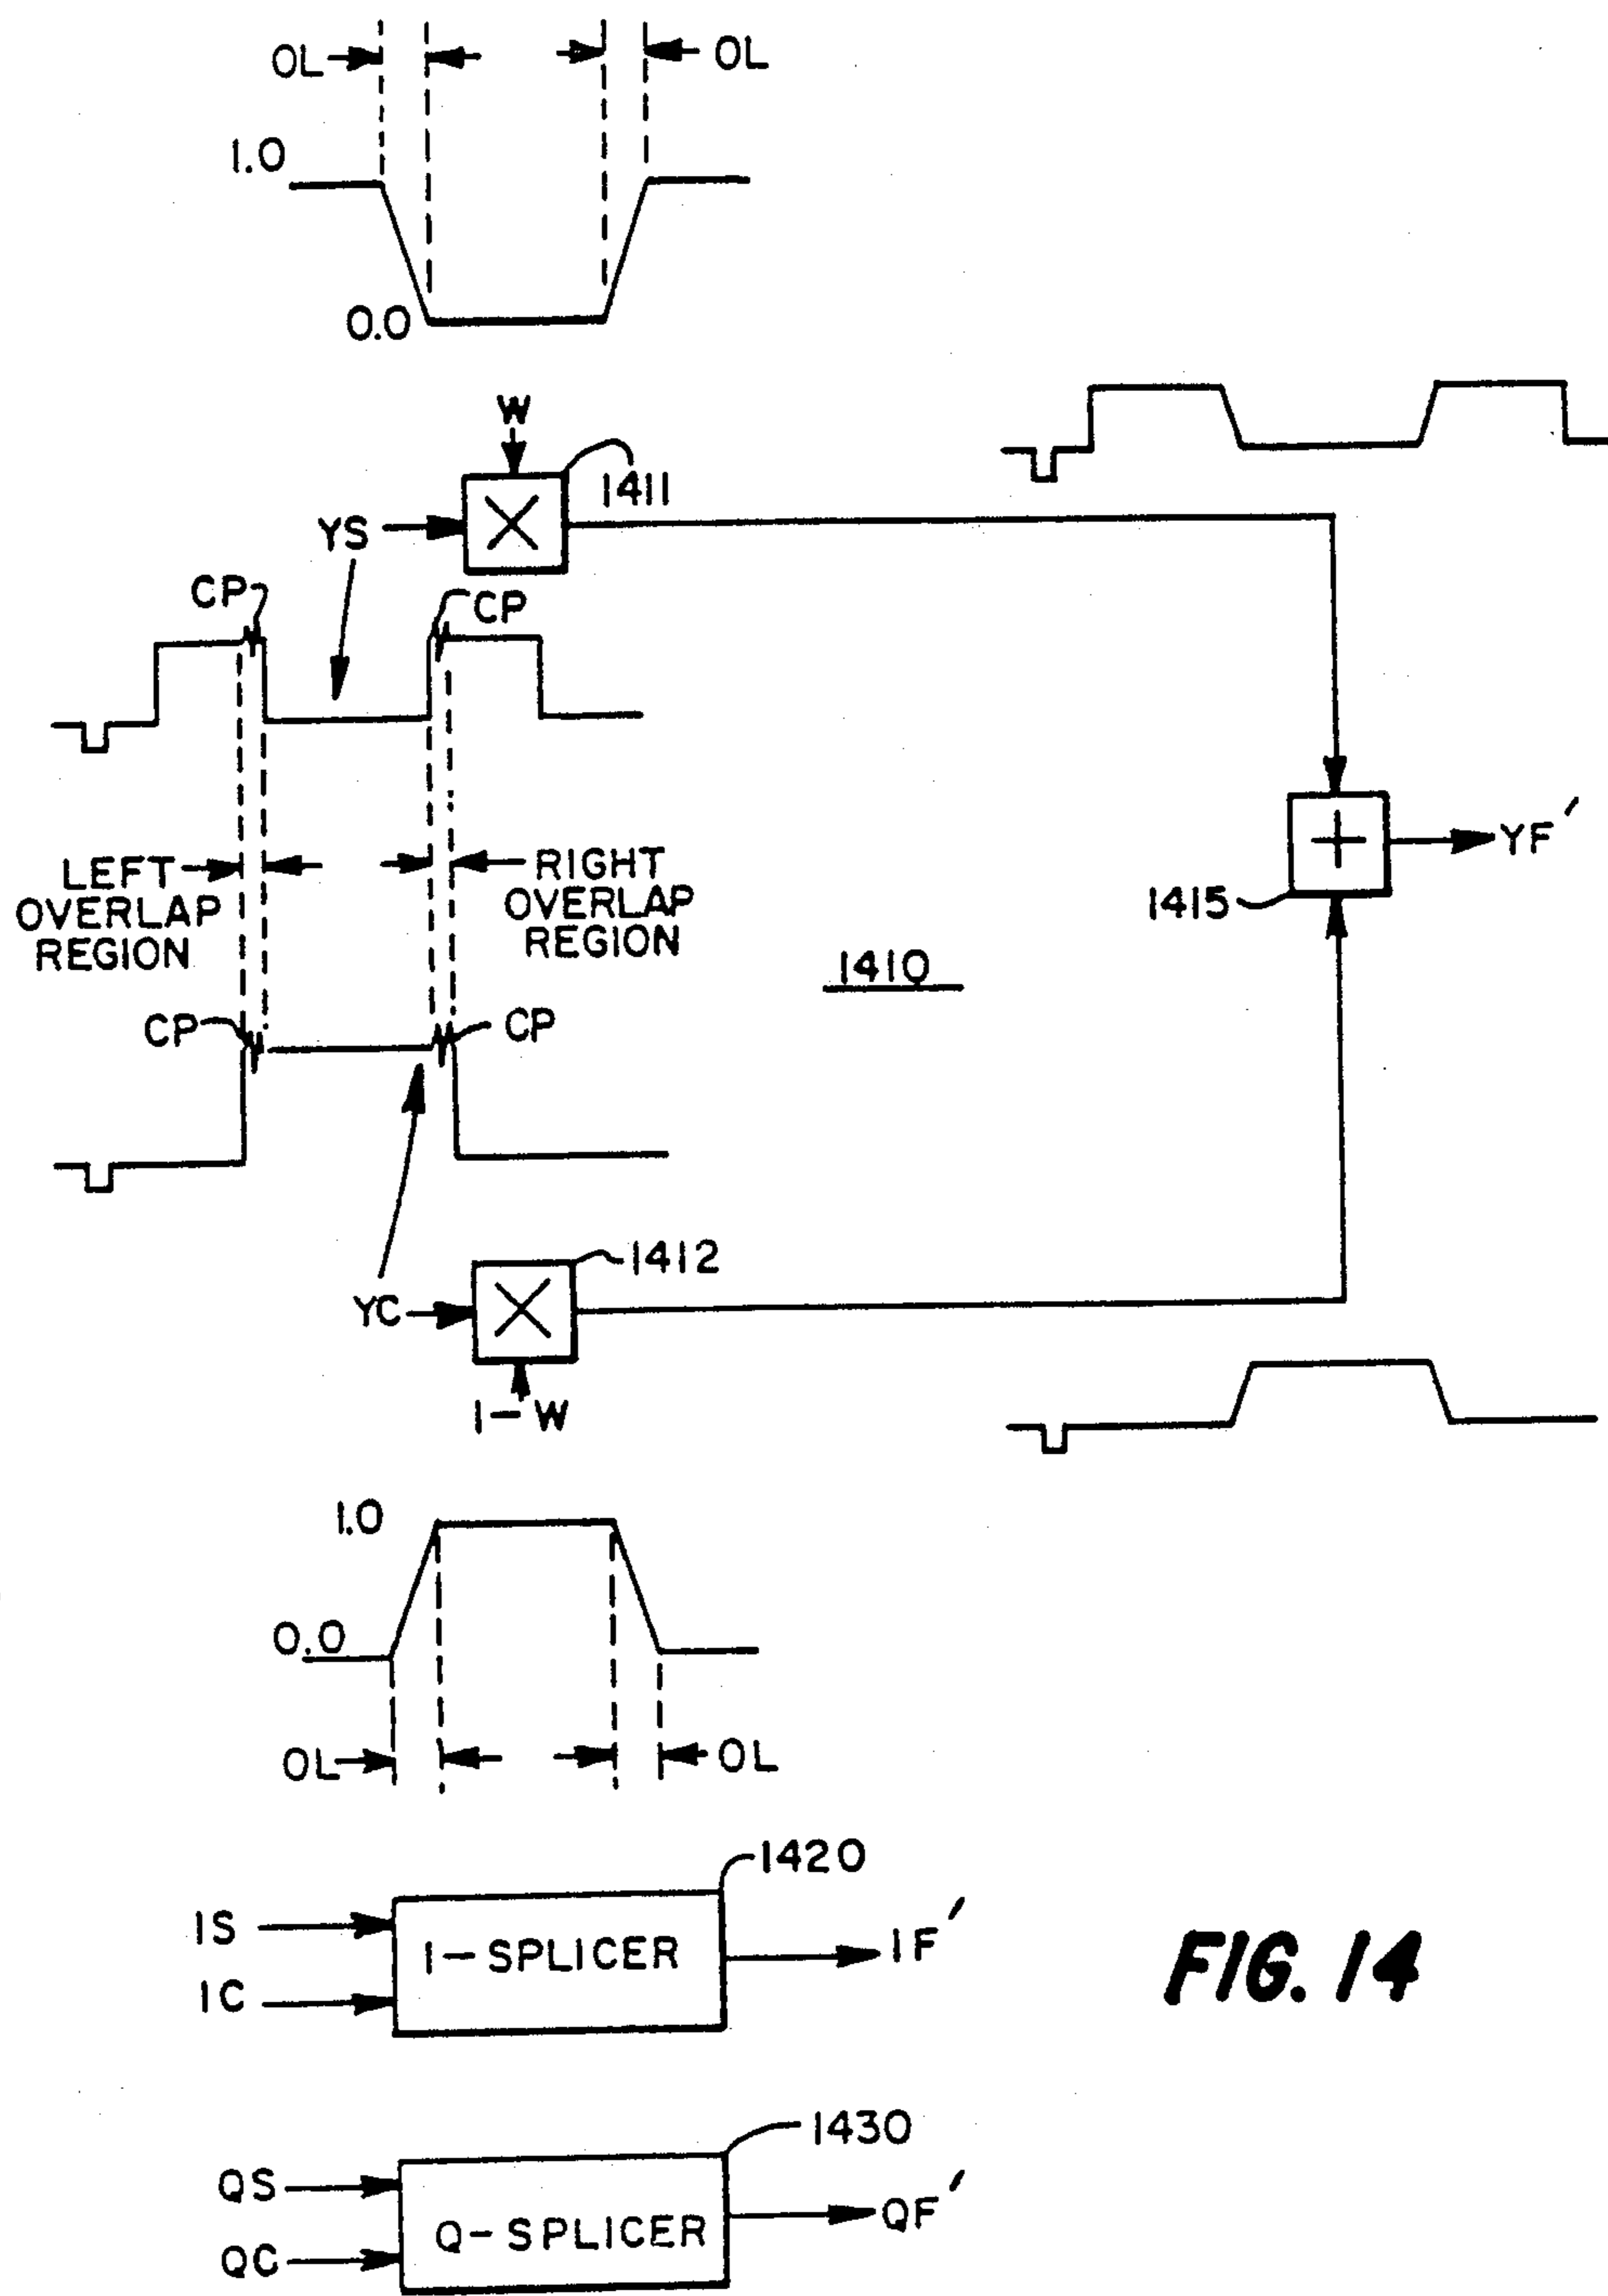 OL OL
1.0
0.0
W
1411
YS
CP CP
LEFT
OVERLAP
REGION
RIGHT
OVERLAP
REGION
1410
1415
YF'
CP CP
1412
YC
1-W
1.0
0.0
OL OL
1420
IS
I-SPLICER
IF'
IC
FIG. 14
1430
QS
Q-SPLICER
QF'
QC